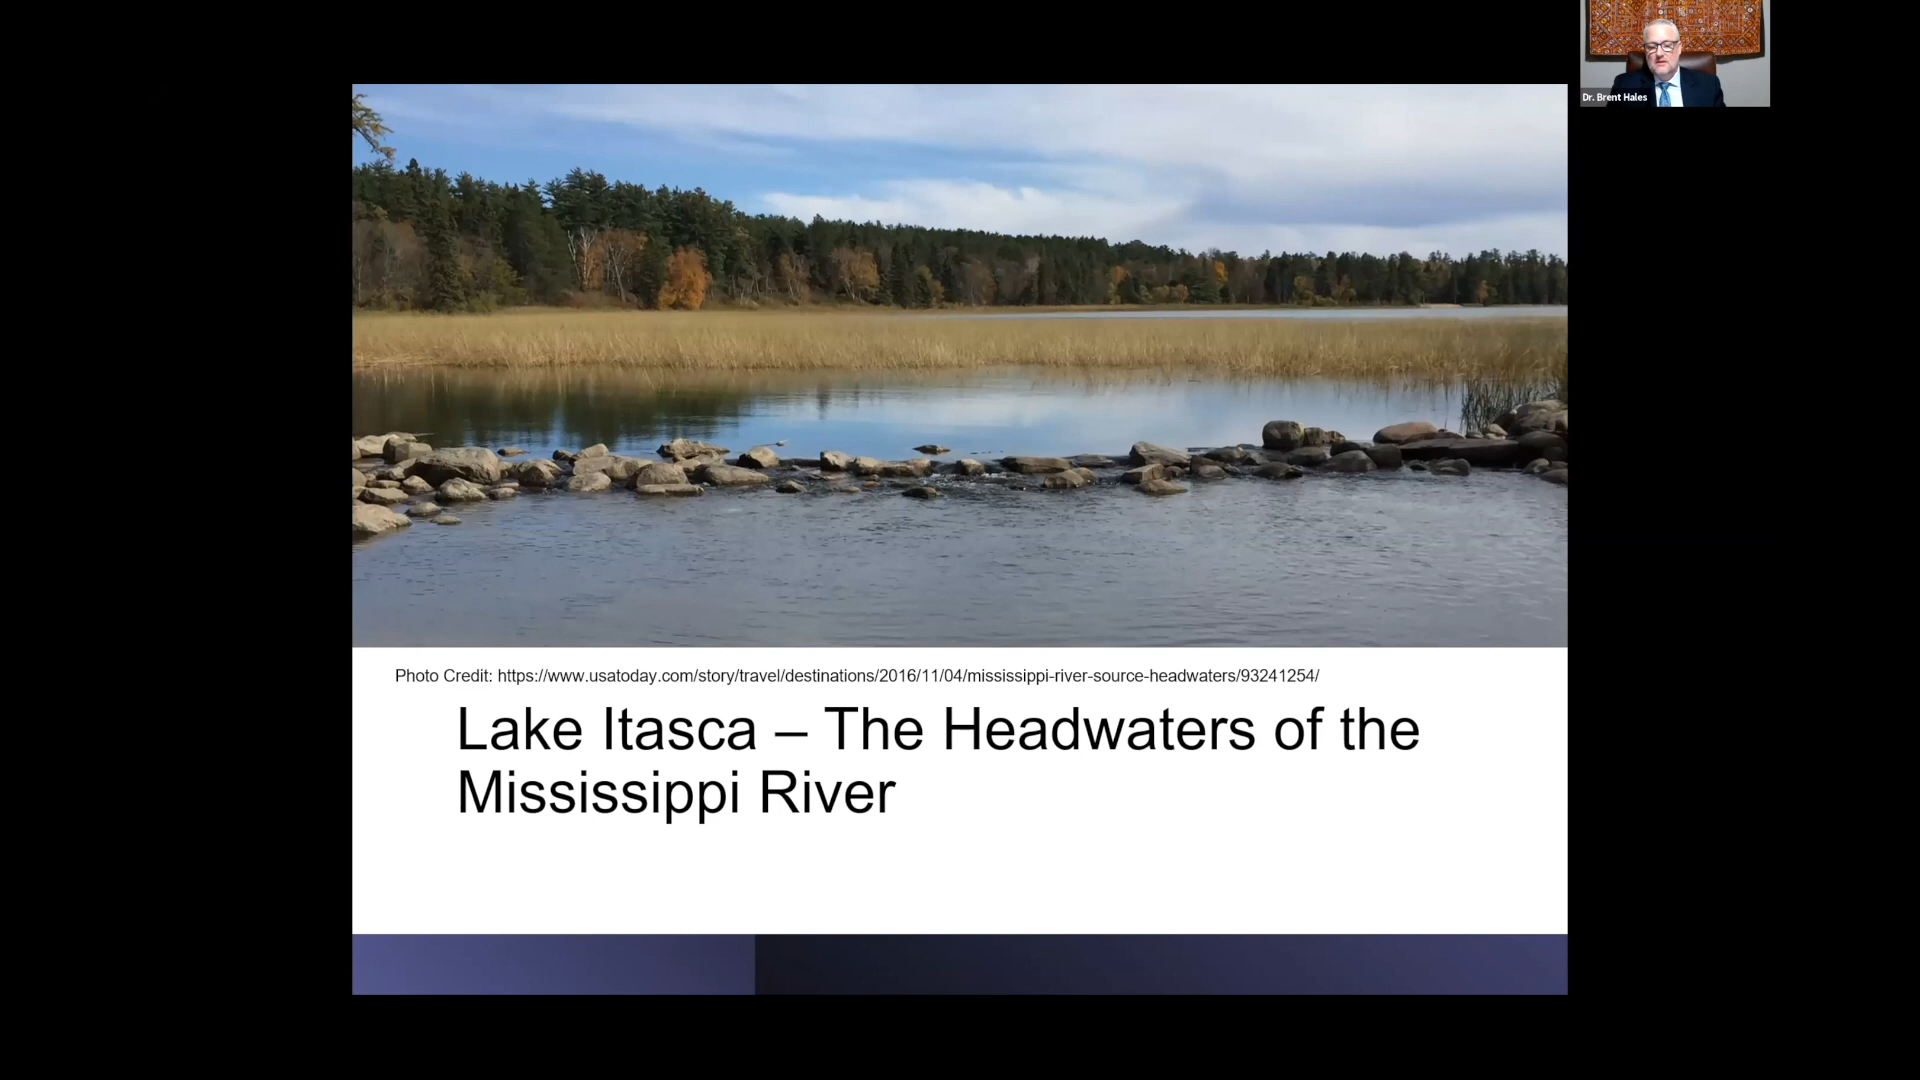 Dr. Brent Hales
Photo Credit: https://www.usatoday.com/story/travel/destinations/2016/11/04/mississippi-river-source-headwaters/93241254/
Lake Itasca – The Headwaters of the
Mississippi River